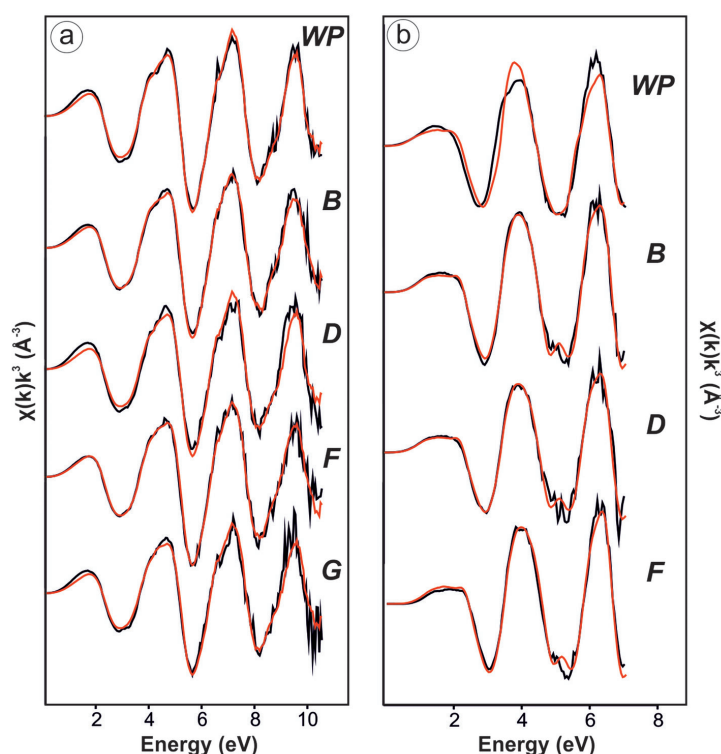 a
WP
B
D
F
G
χ(k)k³ (Å⁻³)
2 4 6 8 10
Energy (eV)
b
WP
B
D
F
χ(k)k³ (Å⁻³)
2 4 6 8
Energy (eV)